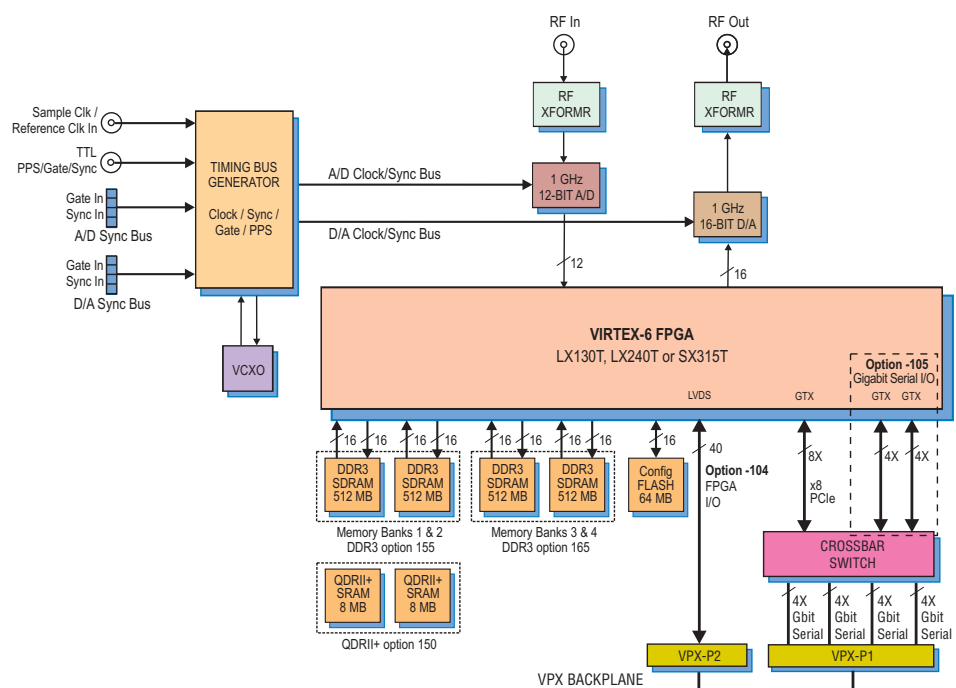 RF In
RF Out
Sample Clk /
Reference Clk In
TTL
PPS/Gate/Sync
Gate In
Sync In
A/D Sync Bus
Gate In
Sync In
D/A Sync Bus
TIMING BUS
GENERATOR
Clock / Sync /
Gate / PPS
VCXO
RF
XFORMR
RF
XFORMR
A/D Clock/Sync Bus
1 GHz
12-BIT A/D
D/A Clock/Sync Bus
1 GHz
16-BIT D/A
12
16
VIRTEX-6 FPGA
LX130T, LX240T or SX315T
Option -105
Gigabit Serial I/O
LVDS
GTX
GTX
GTX
16
16
16
16
16
16
16
16
16
40
8X
4X
4X
DDR3
SDRAM
512 MB
DDR3
SDRAM
512 MB
DDR3
SDRAM
512 MB
DDR3
SDRAM
512 MB
Config
FLASH
64 MB
Option -104
FPGA
I/O
x8
PCIe
Memory Banks 1 & 2
DDR3 option 155
Memory Banks 3 & 4
DDR3 option 165
CROSSBAR
SWITCH
QDRII+
SRAM
8 MB
QDRII+
SRAM
8 MB
QDRII+ option 150
4X
Gbit
Serial
4X
Gbit
Serial
4X
Gbit
Serial
4X
Gbit
Serial
VPX-P2
VPX-P1
VPX BACKPLANE